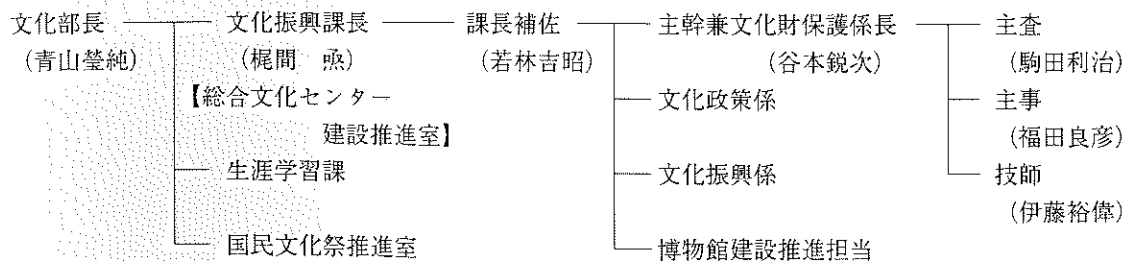 文化部長 文化振興課長 課長補佐 主幹兼文化財保護係長 主査
(青山瑩純) (梶間 烝) (若林吉昭) (谷本鋭次) (駒田利治)
【総合文化センター 文化政策係 主事
建設推進室】 (福田良彦)
生涯学習課 文化振興係 技師
(伊藤裕偉)
国民文化祭推進室 博物館建設推進担当